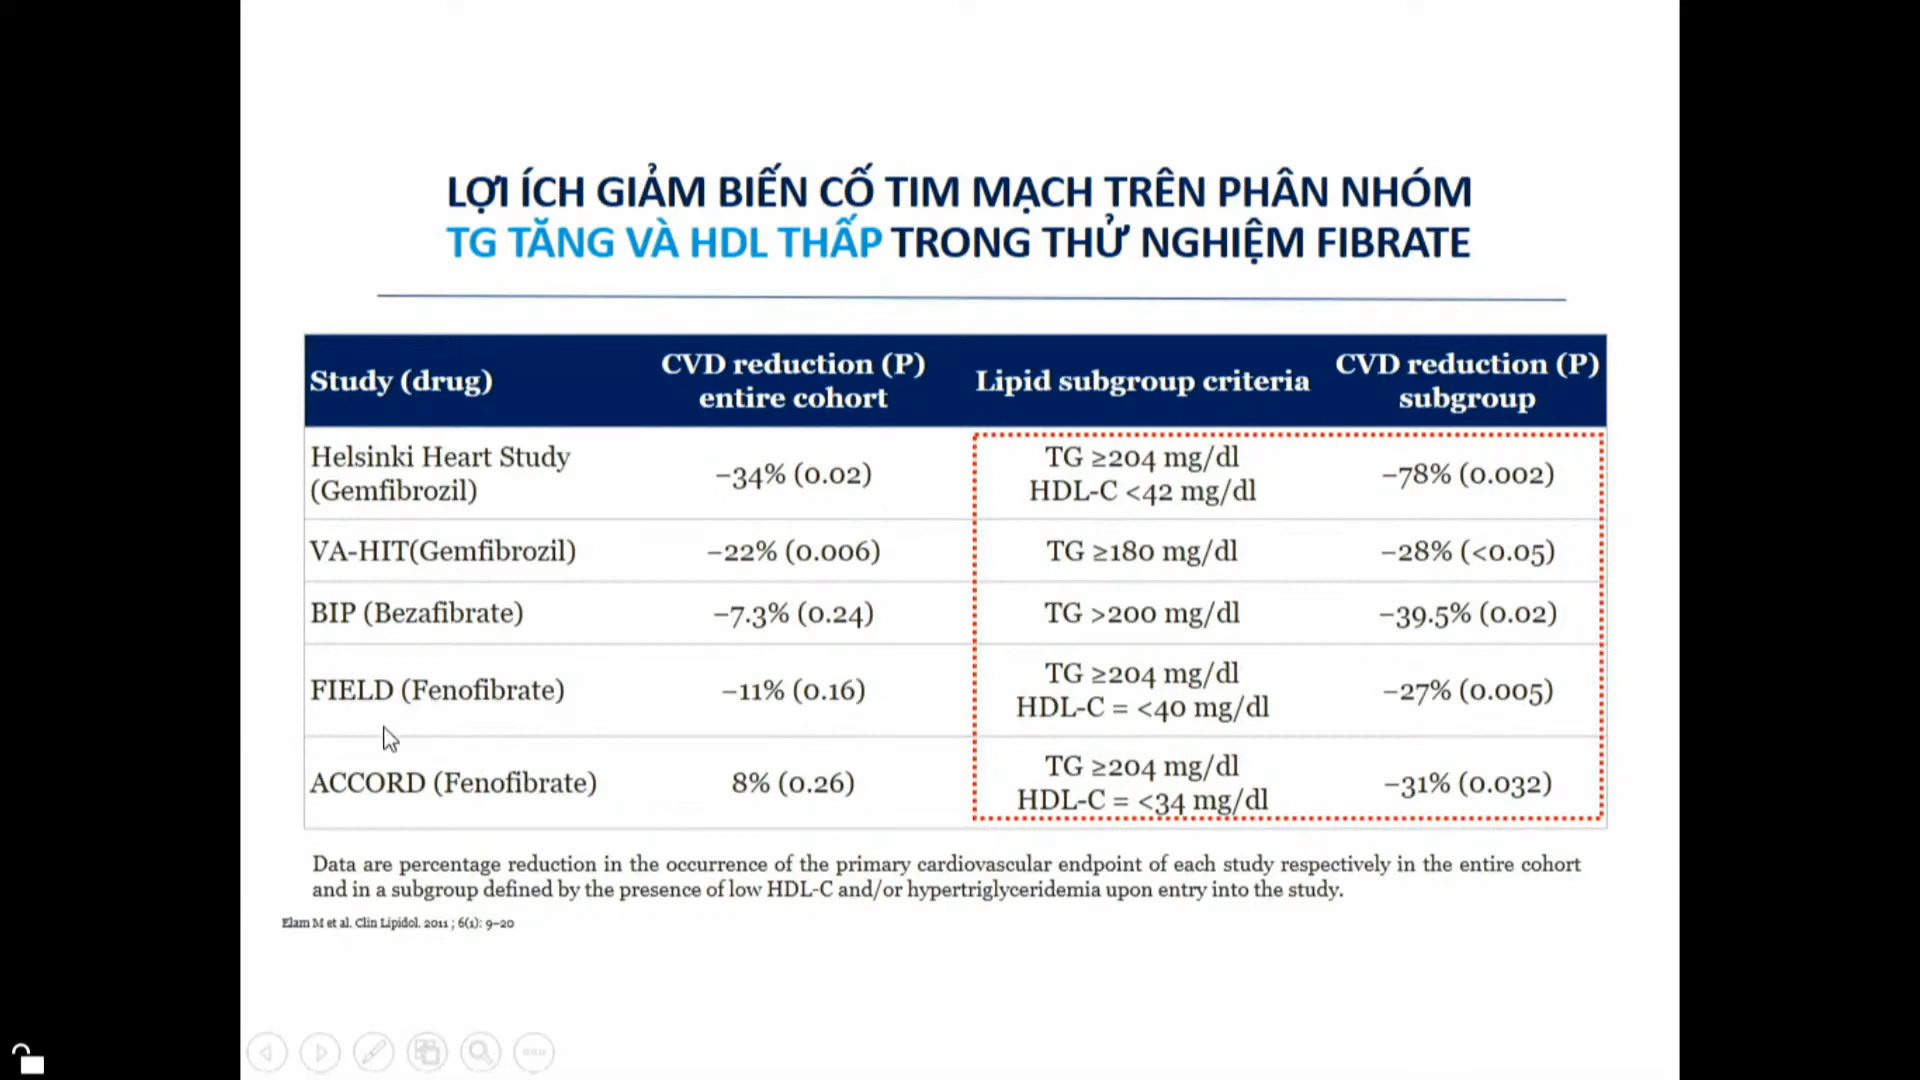 LỢI ÍCH GIẢM BIẾN CỐ TIM MẠCH TRÊN PHÂN NHÓM
TG TĂNG VÀ HDL THẤP TRONG THỬ NGHIỆM FIBRATE
Study (drug)
CVD reduction (P)
entire cohort
Lipid subgroup criteria
CVD reduction (P)
subgroup
Helsinki Heart Study
(Gemfibrozil)
−34% (0.02)
TG ≥204 mg/dl
HDL-C <42 mg/dl
−78% (0.002)
VA-HIT(Gemfibrozil)
−22% (0.006)
TG ≥180 mg/dl
−28% (<0.05)
BIP (Bezafibrate)
−7.3% (0.24)
TG >200 mg/dl
−39.5% (0.02)
FIELD (Fenofibrate)
−11% (0.16)
TG ≥204 mg/dl
HDL-C = <40 mg/dl
−27% (0.005)
ACCORD (Fenofibrate)
8% (0.26)
TG ≥204 mg/dl
HDL-C = <34 mg/dl
−31% (0.032)
Data are percentage reduction in the occurrence of the primary cardiovascular endpoint of each study respectively in the entire cohort
and in a subgroup defined by the presence of low HDL-C and/or hypertriglyceridemia upon entry into the study.
Elam M et al. Clin Lipidol. 2011 ; 6(1): 9–20